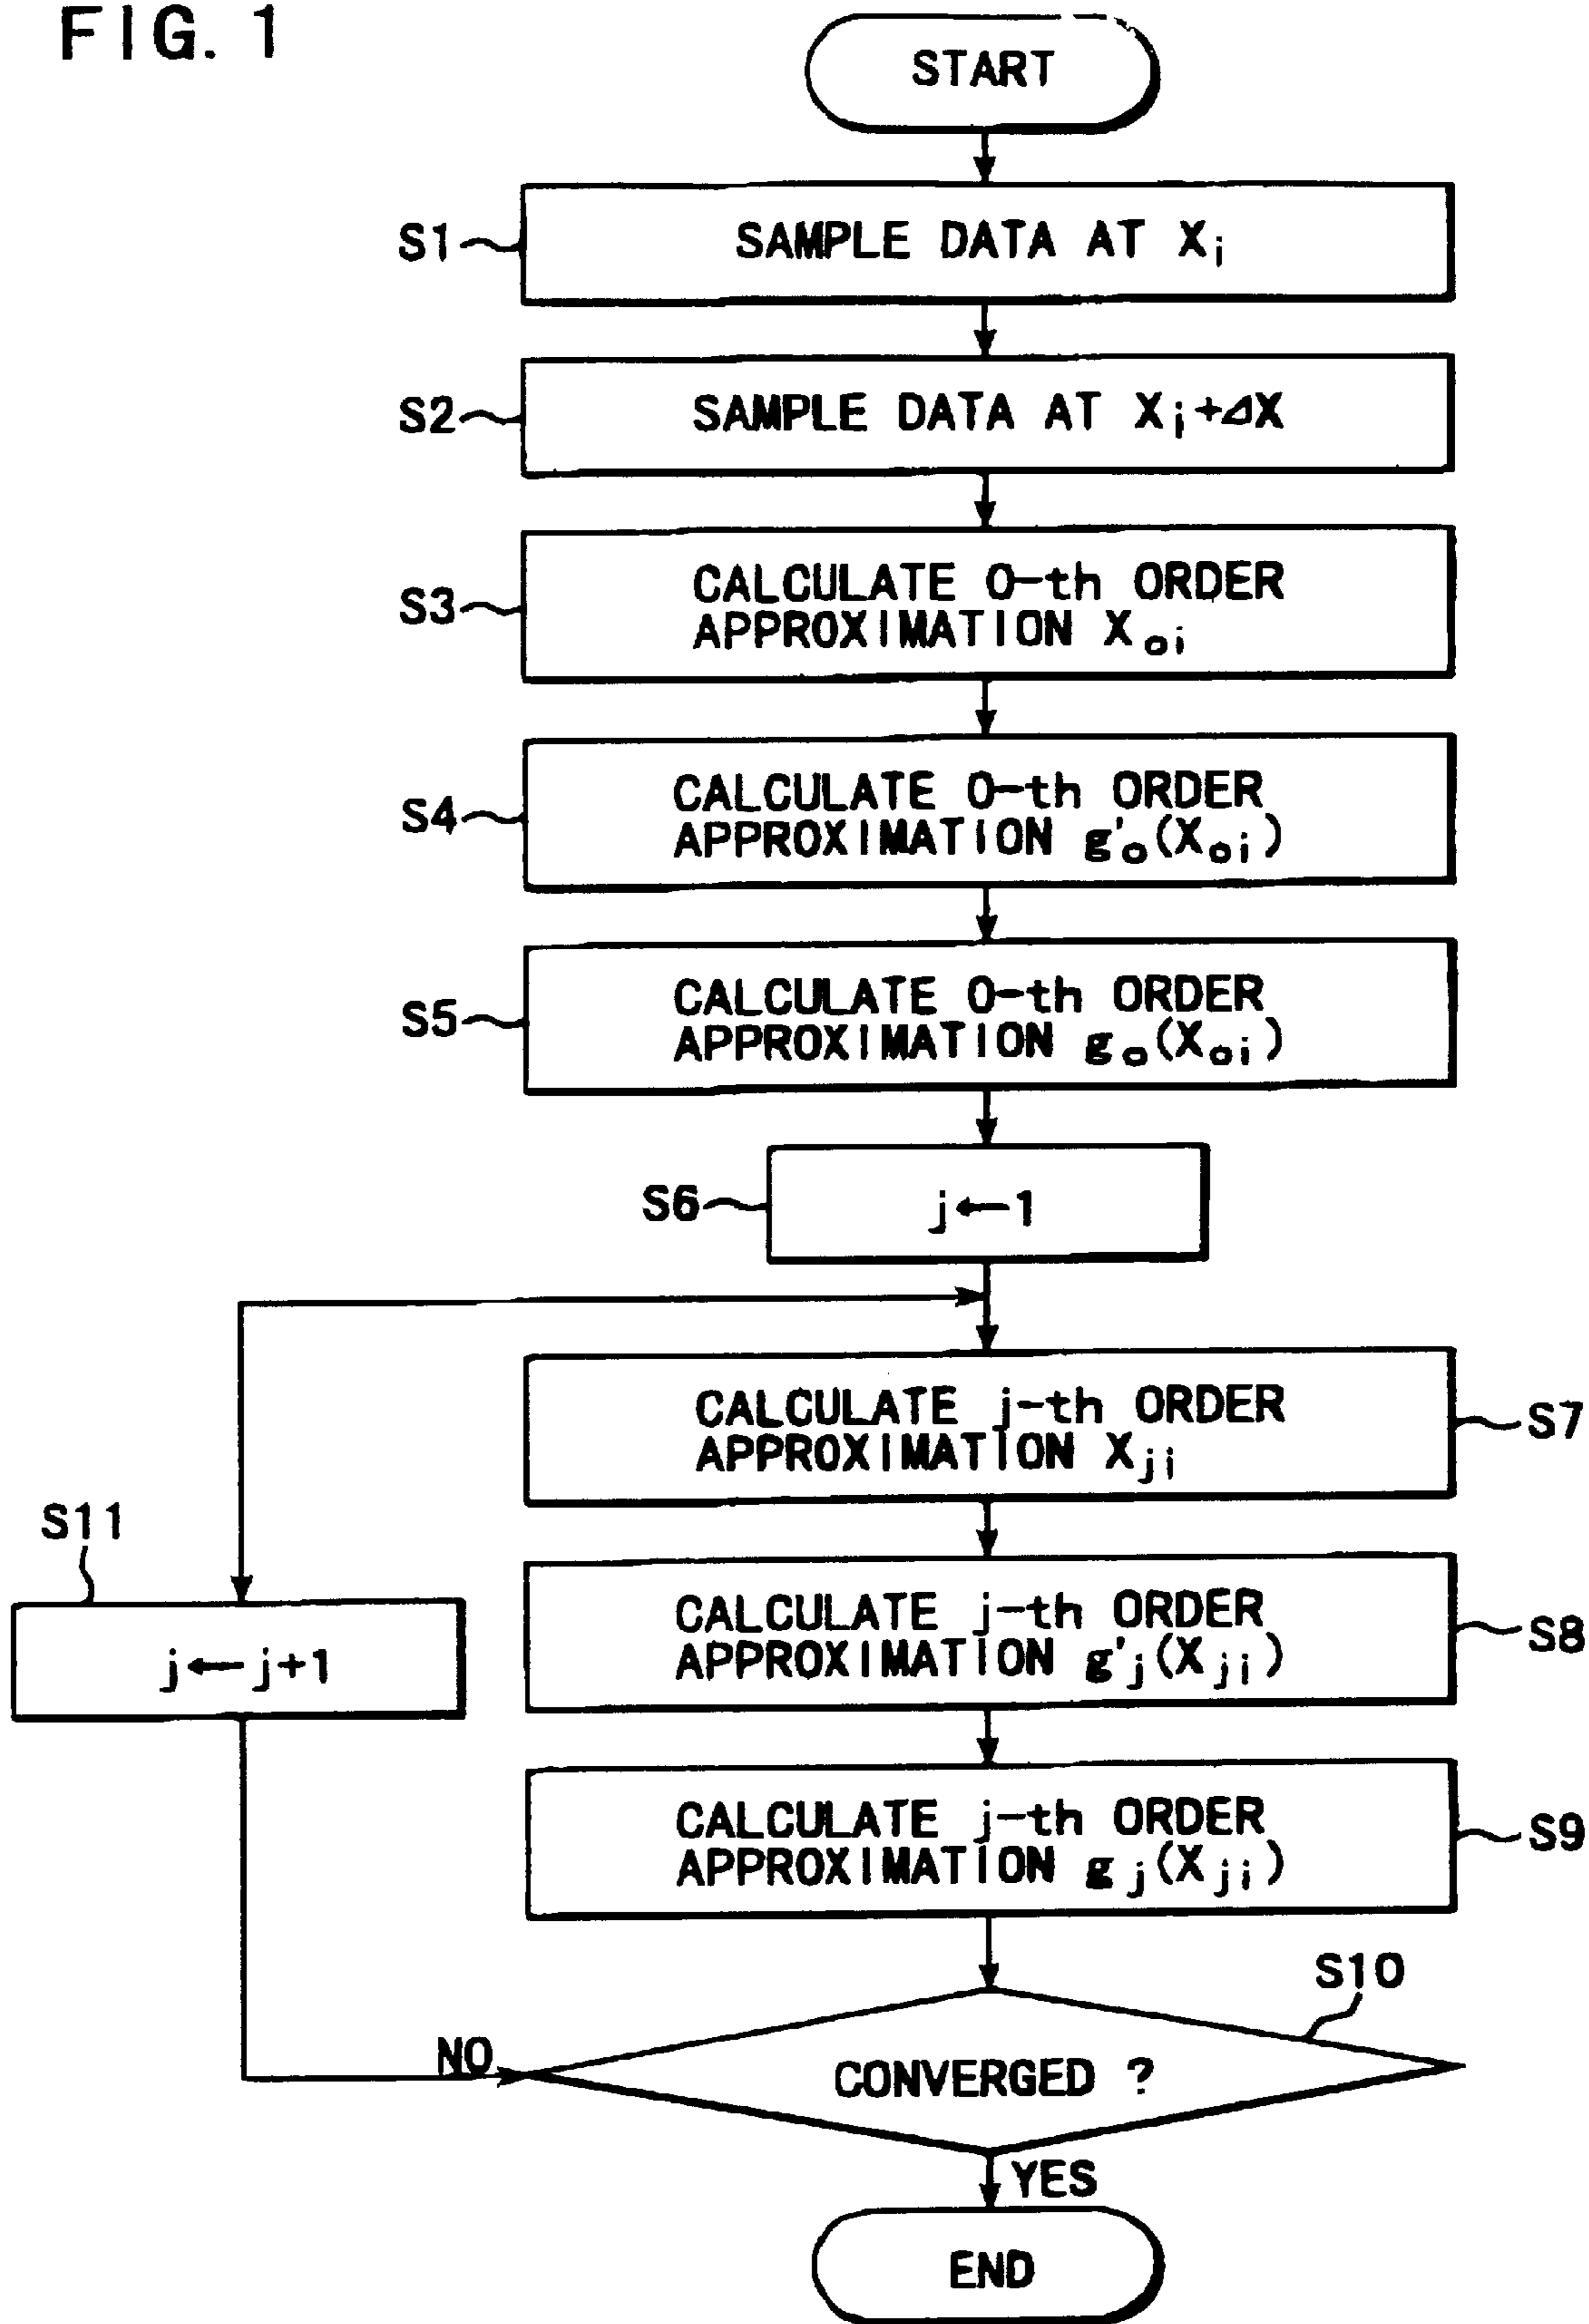 FIG. 1
START
S1
SAMPLE DATA AT Xi
S2
SAMPLE DATA AT Xi+ΔX
S3
CALCULATE 0-th ORDER
APPROXIMATION Xoi
S4
CALCULATE 0-th ORDER
APPROXIMATION g'o(Xoi)
S5
CALCULATE 0-th ORDER
APPROXIMATION go(Xoi)
S6
j←1
CALCULATE j-th ORDER
APPROXIMATION Xji
S7
S11
j←j+1
CALCULATE j-th ORDER
APPROXIMATION g'j(Xji)
S8
CALCULATE j-th ORDER
APPROXIMATION gj(Xji)
S9
S10
NO
CONVERGED ?
YES
END